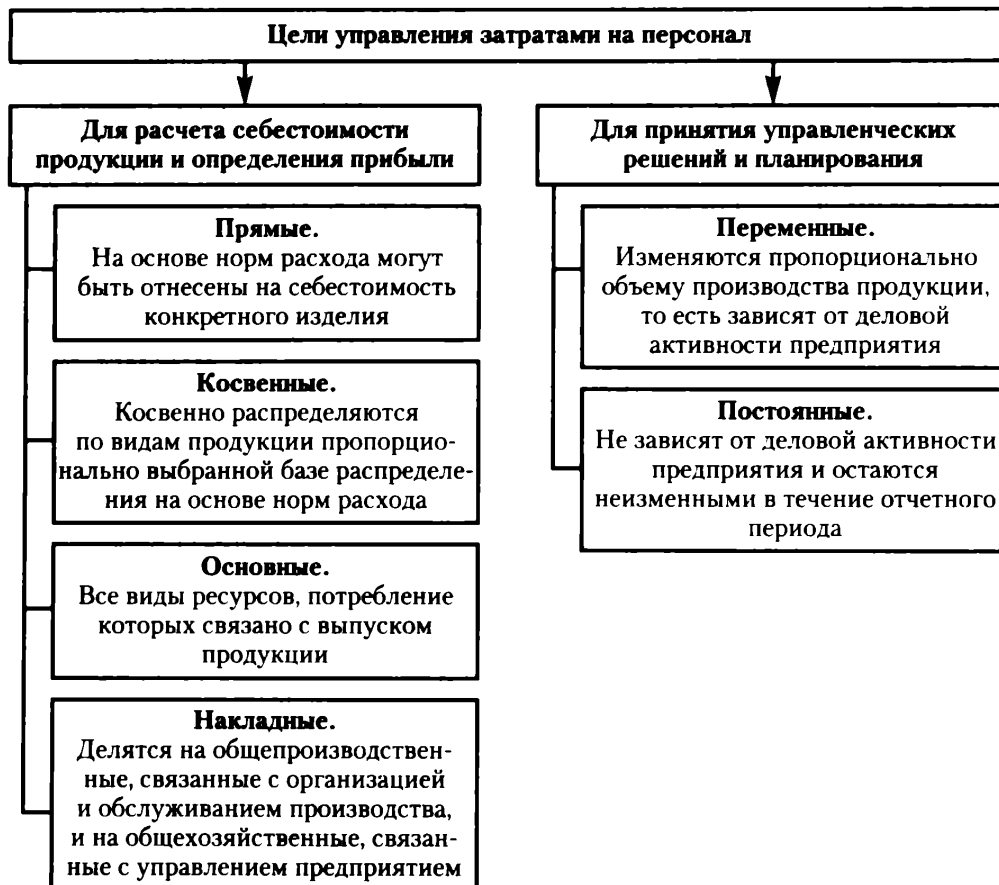 Цели управления затратами на персонал
Для расчета себестоимости
продукции и определения прибыли
Прямые.
На основе норм расхода могут
быть отнесены на себестоимость
конкретного изделия
Косвенные.
Косвенно распределяются
по видам продукции пропорцио-
нально выбранной базе распределе-
ния на основе норм расхода
Основные.
Все виды ресурсов, потребление
которых связано с выпуском
продукции
Накладные.
Делятся на общепроизводствен-
ные, связанные с организацией
и обслуживанием производства,
и на общехозяйственные, связан-
ные с управлением предприятием
Для принятия управленческих
решений и планирования
Переменные.
Изменяются пропорционально
объему производства продукции,
то есть зависят от деловой
активности предприятия
Постоянные.
Не зависят от деловой активности
предприятия и остаются
неизменными в течение отчетного
периода